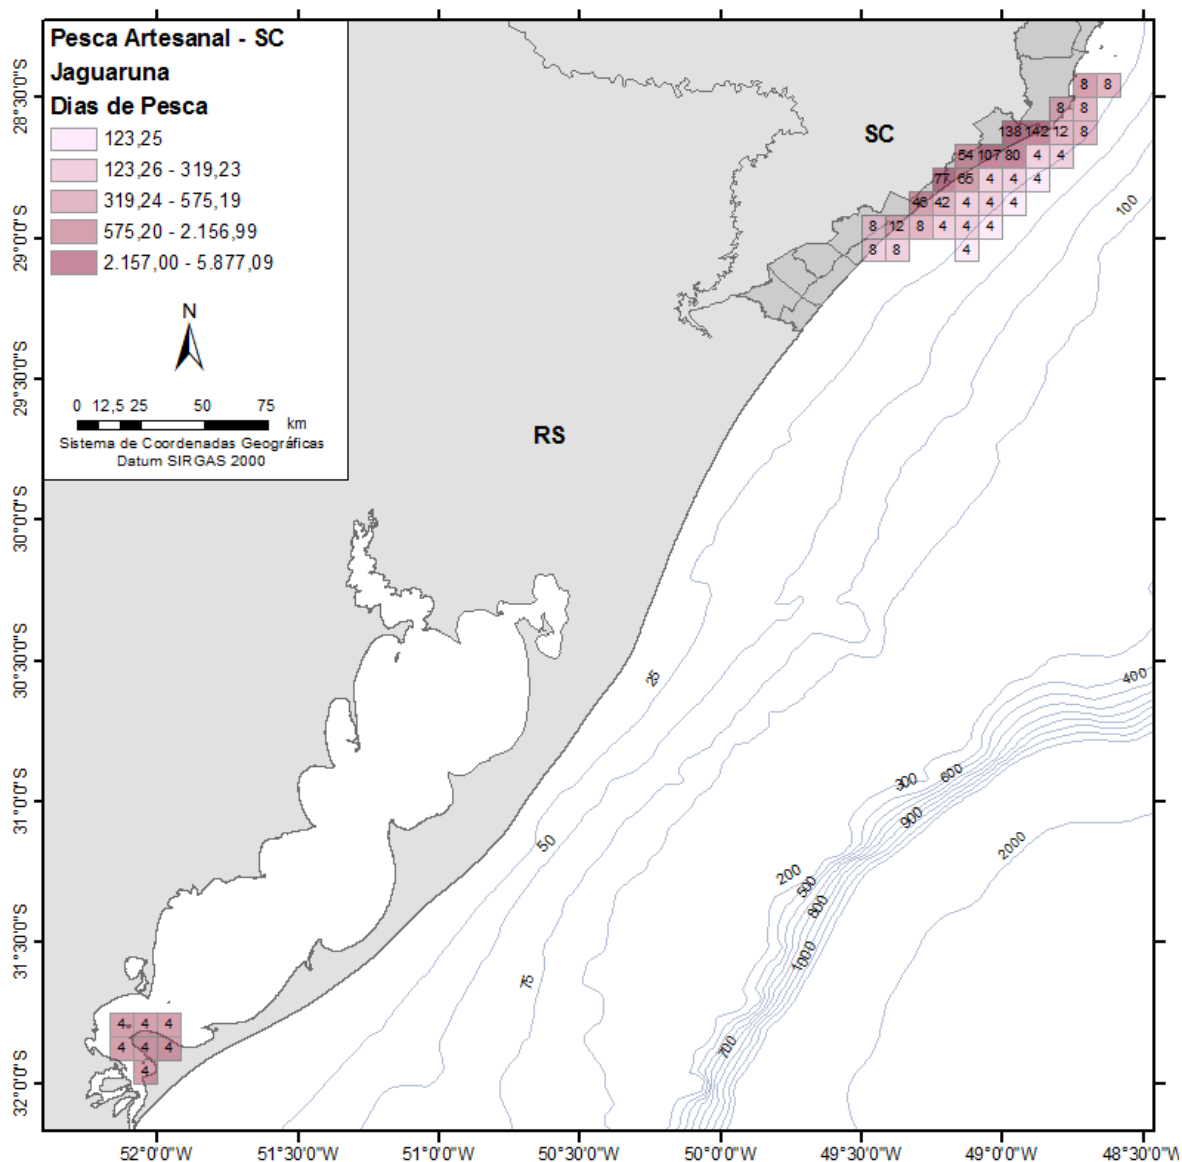 Pesca Artesanal - SC
Jaguaruna
Dias de Pesca
123,25
123,26 - 319,23
319,24 - 575,19
575,20 - 2.156,99
2.157,00 - 5.877,09
N
0 12,5 25 50 75
km
Sistema de Coordenadas Geográficas
Datum SIRGAS 2000
SC
RS
8 8
8 8
138 142 12 8
54 107 80 4 4
77 65 4 4 4
46 42 4 4 4
8 12 8 4 4 4
8 8 4
100
25
400
300
600
900
50
2000
200
500
800
1000
75
700
4 4 4
4 4 4
4
28°30'0"S
29°0'0"S
29°30'0"S
30°0'0"S
30°30'0"S
31°0'0"S
31°30'0"S
32°0'0"S
52°0'0"W 51°30'0"W 51°0'0"W 50°30'0"W 50°0'0"W 49°30'0"W 49°0'0"W 48°30'0"W